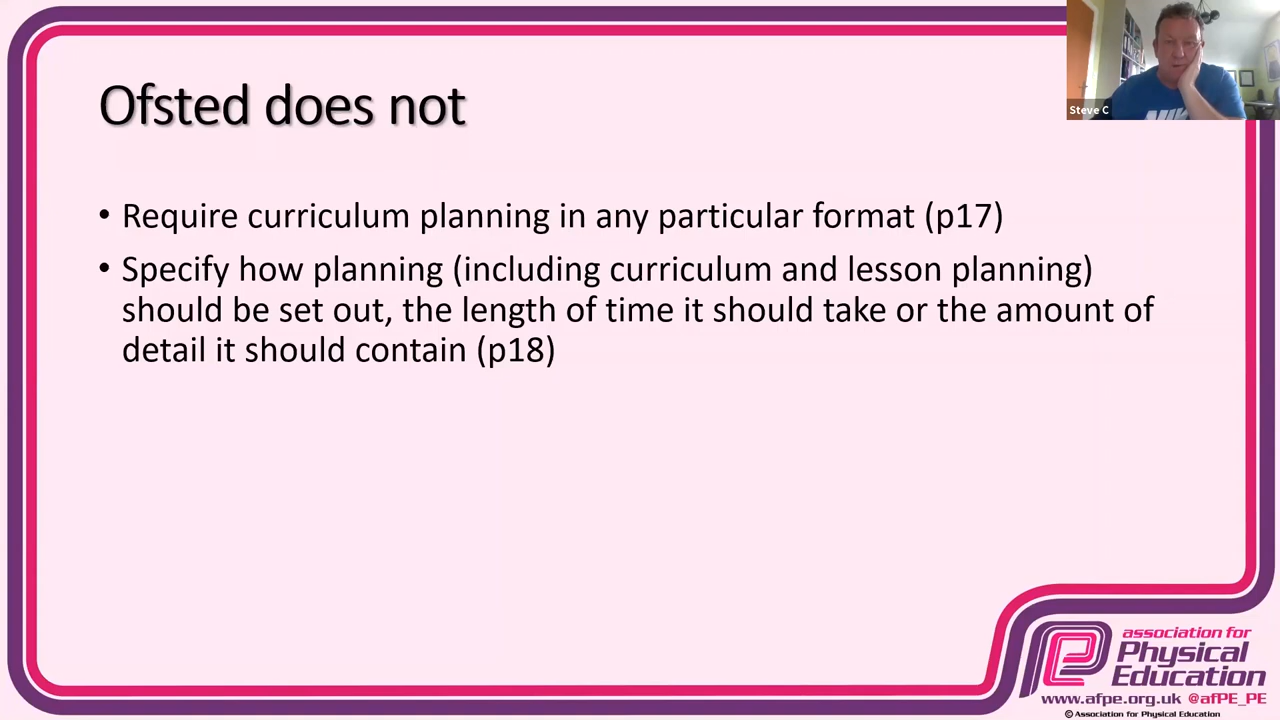 Steve C
Ofsted does not
• Require curriculum planning in any particular format (p17)
• Specify how planning (including curriculum and lesson planning)
should be set out, the length of time it should take or the amount of
detail it should contain (p18)
association for
Physical
Education
www.afpe.org.uk @afPE_PE
© Association for Physical Education